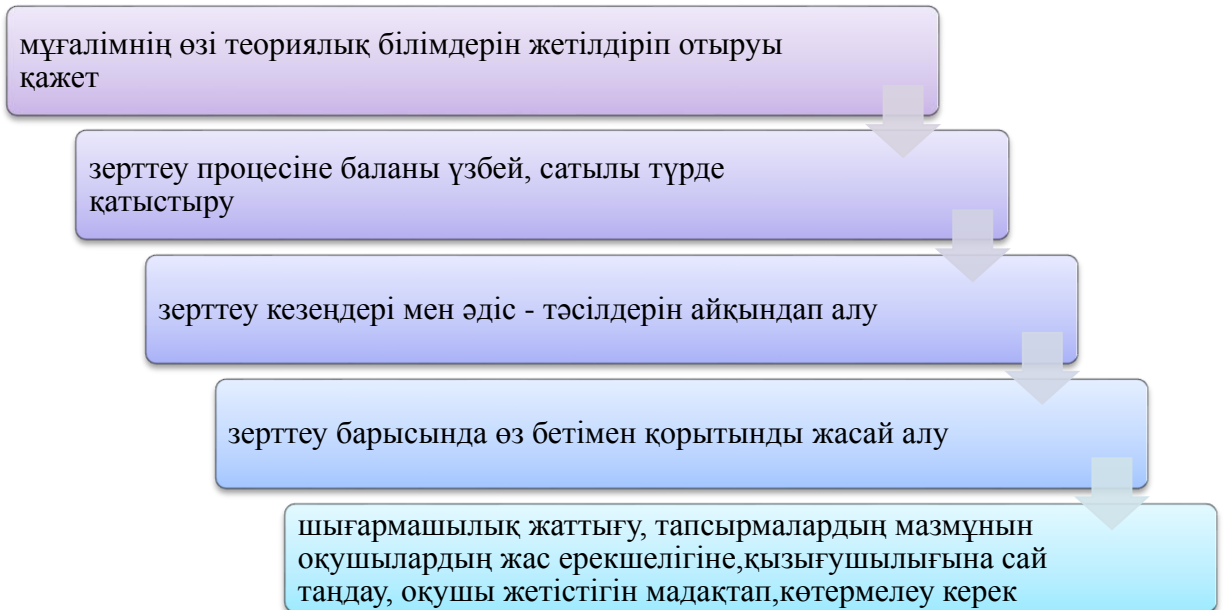 мұғалімнің өзі теориялық білімдерін жетілдіріп отыруы
қажет
зерттеу процесіне баланы үзбей, сатылы түрде
қатыстыру
зерттеу кезеңдері мен әдіс - тәсілдерін айқындап алу
зерттеу барысында өз бетімен қорытынды жасай алу
шығармашылық жаттығу, тапсырмалардың мазмұнын
оқушылардың жас ерекшелігіне,қызығушылығына сай
таңдау, оқушы жетістігін мадақтап,көтермелеу керек